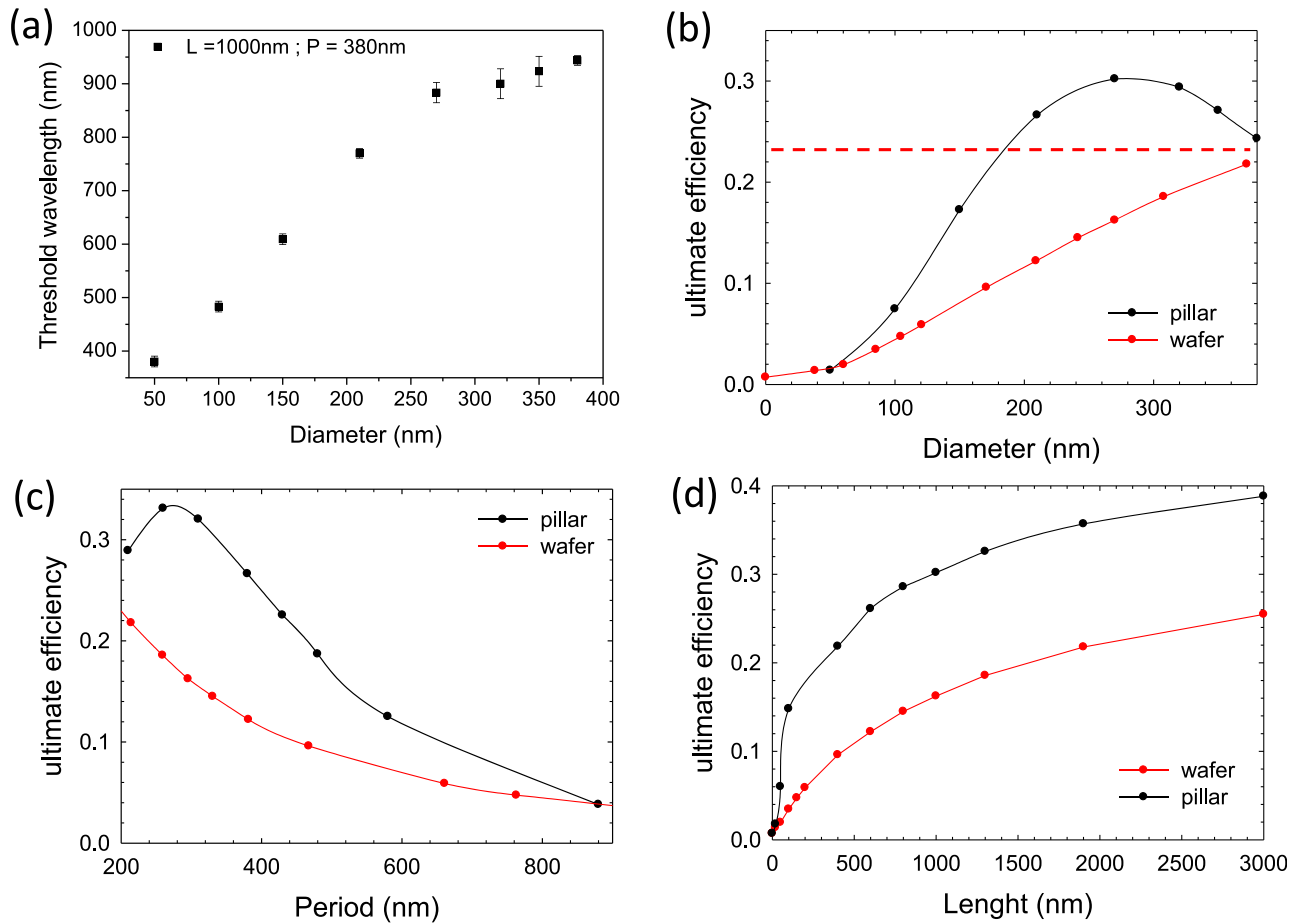 (a)
1000
900
800
700
600
500
400
L =1000nm ; P = 380nm
Threshold wavelength (nm)
50 100 150 200 250 300 350 400
Diameter (nm)
(b)
0.3
0.2
0.1
0.0
ultimate efficiency
pillar
wafer
0 100 200 300
Diameter (nm)
(c)
0.3
0.2
0.1
0.0
ultimate efficiency
pillar
wafer
200 400 600 800
Period (nm)
(d)
0.4
0.3
0.2
0.1
0.0
ultimate efficiency
wafer
pillar
0 500 1000 1500 2000 2500 3000
Lenght (nm)